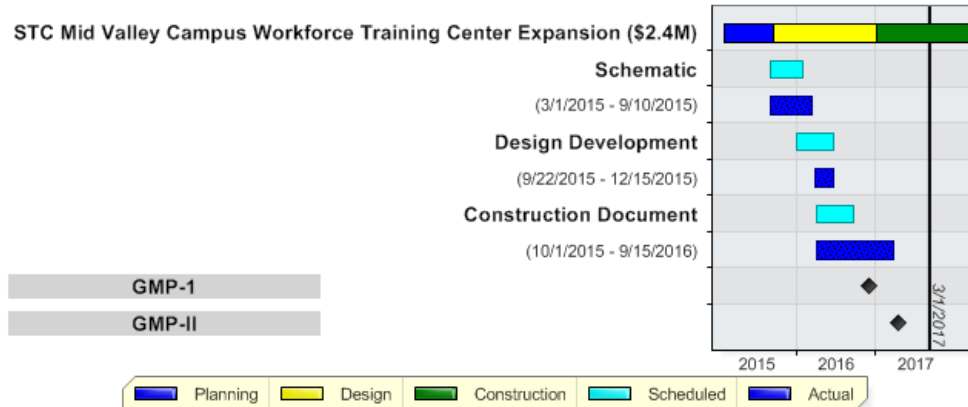 STC Mid Valley Campus Workforce Training Center Expansion ($2.4M)
Schematic
(3/1/2015 - 9/10/2015)
Design Development
(9/22/2015 - 12/15/2015)
Construction Document
(10/1/2015 - 9/15/2016)
GMP-1
GMP-II
3/1/2017
2015 2016 2017
Planning Design Construction Scheduled Actual